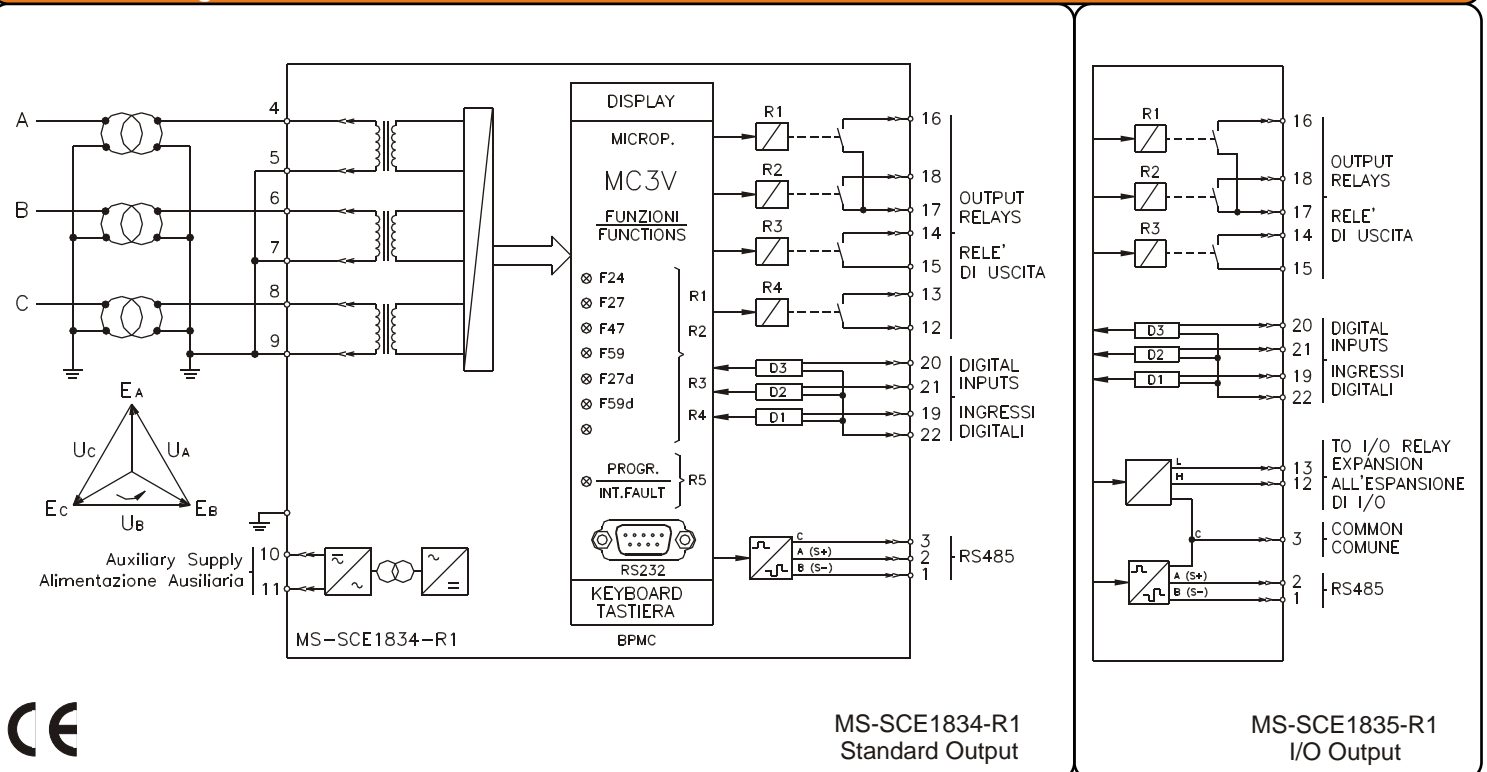 A
B
C
4
5
6
7
8
9
EA
UC
UA
EC
UB
EB
Auxiliary Supply
Alimentazione Ausiliaria
10
11
MS-SCE1834-R1
DISPLAY
MICROP.
MC3V
FUNZIONI
FUNCTIONS
F24
F27
F47
F59
F27d
F59d
R1
R2
R3
R4
PROGR.
INT.FAULT
R5
RS232
KEYBOARD
TASTIERA
BPMC
R1
R2
R3
R4
16
18
17
14
15
13
12
OUTPUT
RELAYS
RELE'
DI USCITA
D3
D2
D1
20
21
19
22
DIGITAL
INPUTS
INGRESSI
DIGITALI
C
A (S+)
B (S-)
3
2
1
RS485
MS-SCE1834-R1
Standard Output
R1
R2
R3
16
18
17
14
15
OUTPUT
RELAYS
RELE'
DI USCITA
D3
D2
D1
20
21
19
22
DIGITAL
INPUTS
INGRESSI
DIGITALI
L
H
13
12
TO I/O RELAY
EXPANSION
ALL'ESPANSIONE
DI I/O
C
3
COMMON
COMUNE
A (S+)
B (S-)
2
1
RS485
MS-SCE1835-R1
I/O Output
CE